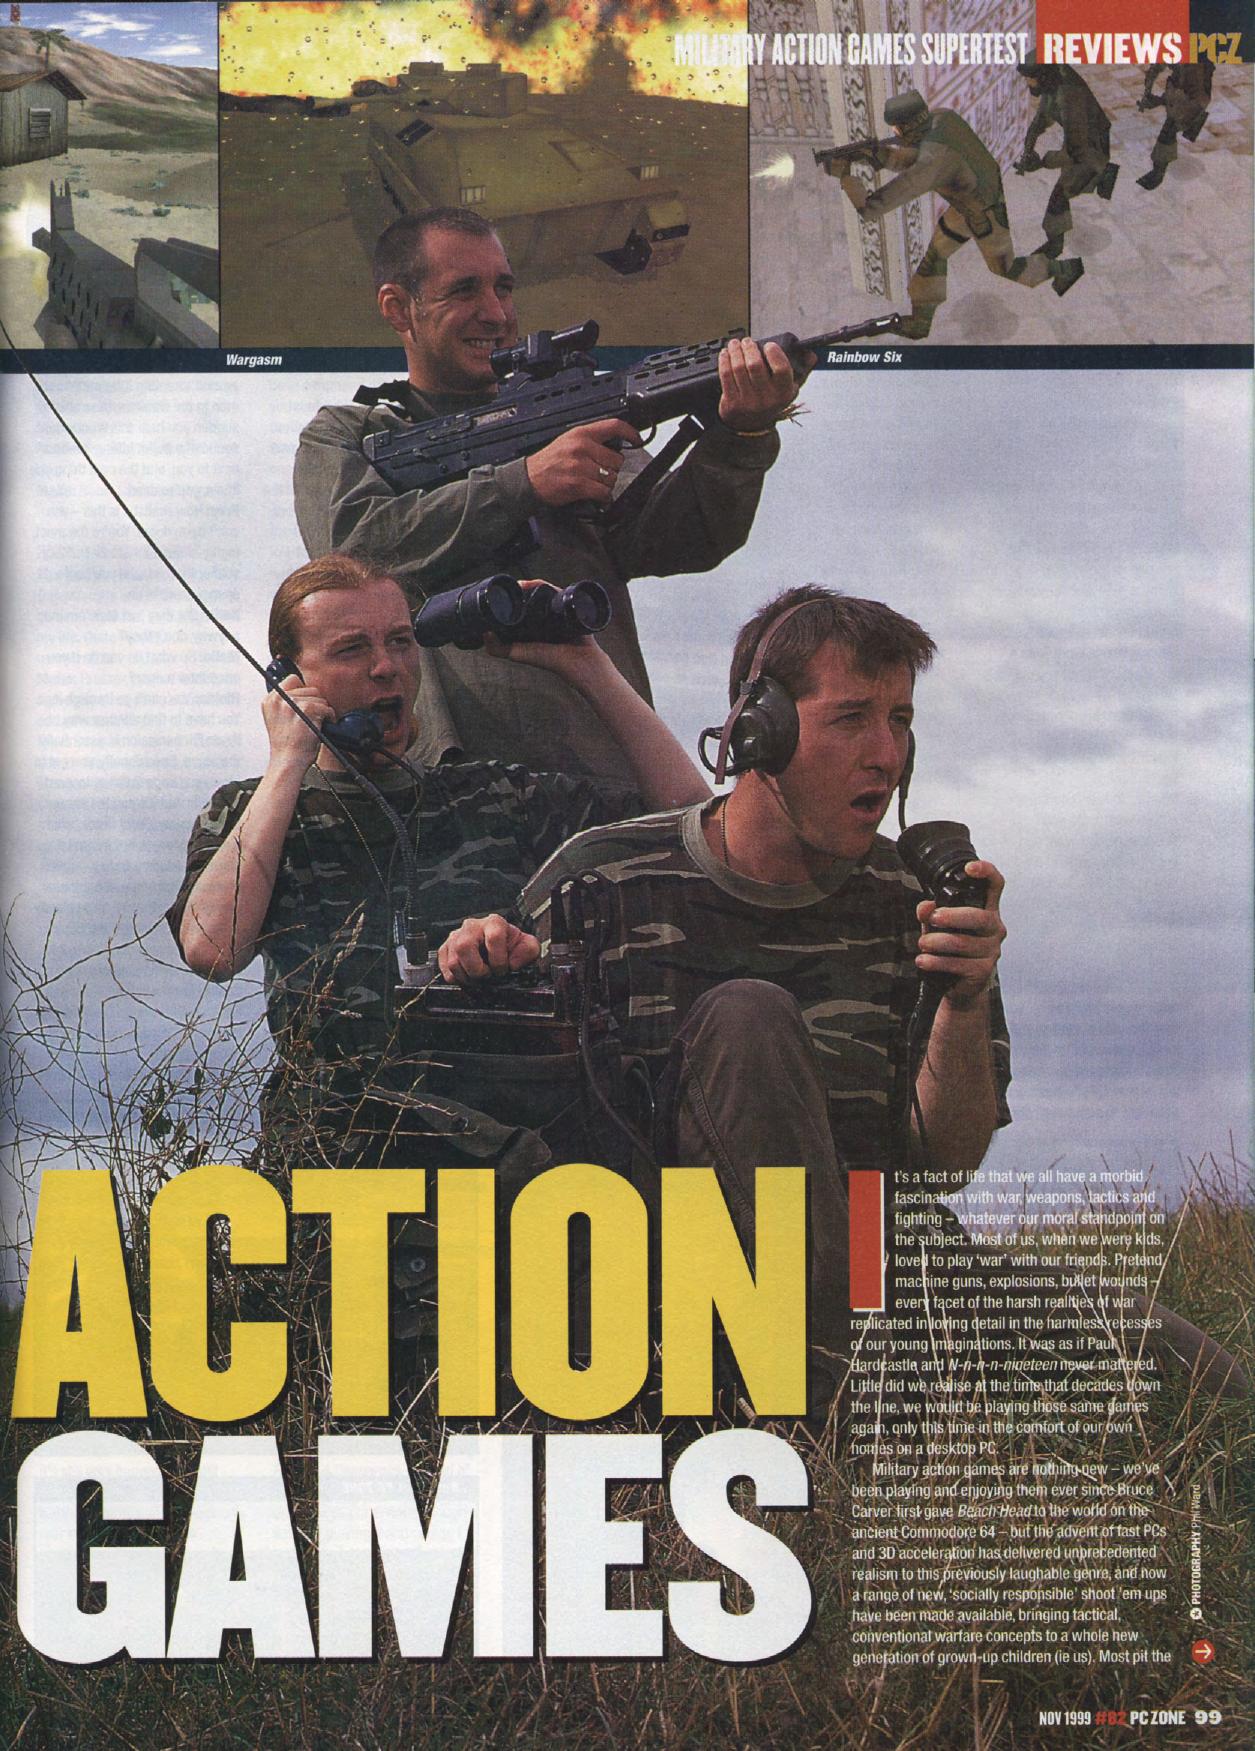 MILITARY ACTION GAMES SUPERTEST REVIEWS PCZ
Wargasm
Rainbow Six
ACTION
GAMES
It's a fact of life that we all have a morbid
fascination with war, weapons, tactics and
fighting – whatever our moral standpoint on
the subject. Most of us, when we were kids,
loved to play 'war' with our friends. Pretend
machine guns, explosions, bullet wounds –
every facet of the harsh realities of war
replicated in loving detail in the harmless recesses
of our young imaginations. It was as if Paul
Hardcastle and N-n-n-n-nineteen never mattered.
Little did we realise at the time that decades down
the line, we would be playing those same games
again, only this time in the comfort of our own
homes on a desktop PC.
Military action games are nothing new – we've
been playing and enjoying them ever since Bruce
Carver first gave Beach Head to the world on the
ancient Commodore 64 – but the advent of fast PCs
and 3D acceleration has delivered unprecedented
realism to this previously laughable genre, and now
a range of new, 'socially responsible' shoot 'em ups
have been made available, bringing tactical,
conventional warfare concepts to a whole new
generation of grown-up children (ie us). Most pit the
PHOTOGRAPHY Phil Ward
NOV 1999 #82 PC ZONE 99